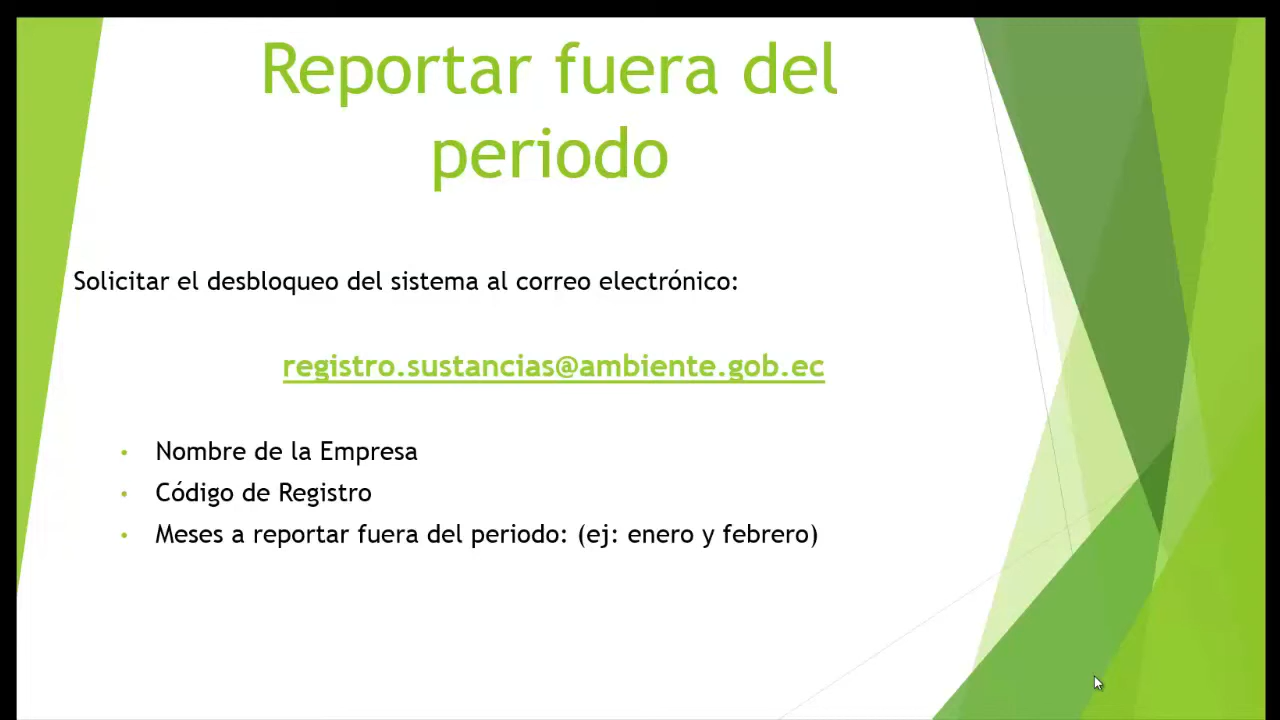 Reportar fuera del
periodo
Solicitar el desbloqueo del sistema al correo electrónico:
registro.sustancias@ambiente.gob.ec
• Nombre de la Empresa
• Código de Registro
• Meses a reportar fuera del periodo: (ej: enero y febrero)